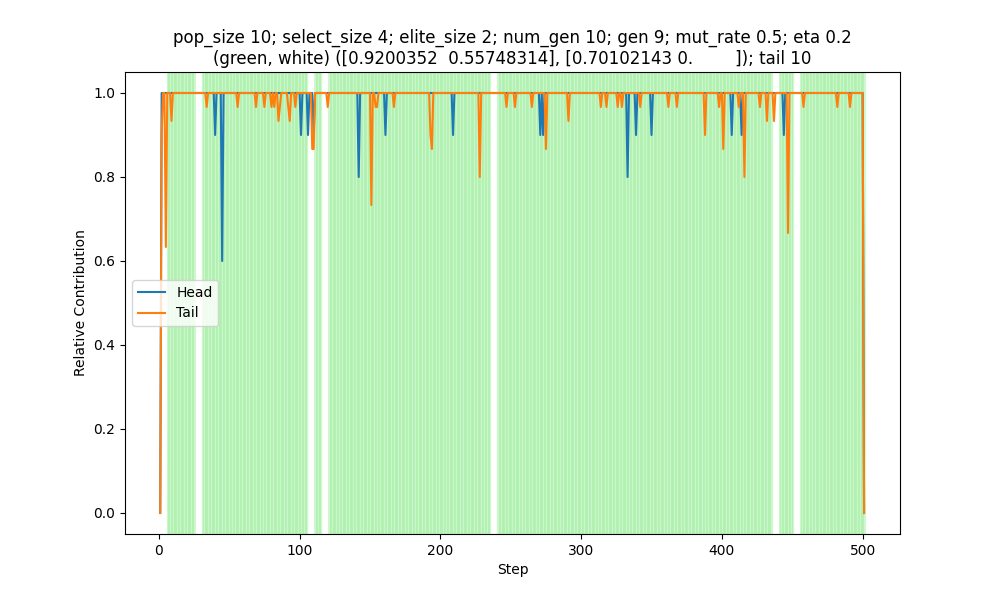 pop_size 10; select_size 4; elite_size 2; num_gen 10; gen 9; mut_rate 0.5; eta 0.2
(green, white) ([0.9200352  0.55748314], [0.70102143 0.         ]); tail 10
1.0
0.8
0.6
0.4
0.2
0.0
Relative Contribution
Head
Tail
0
100
200
300
400
500
Step